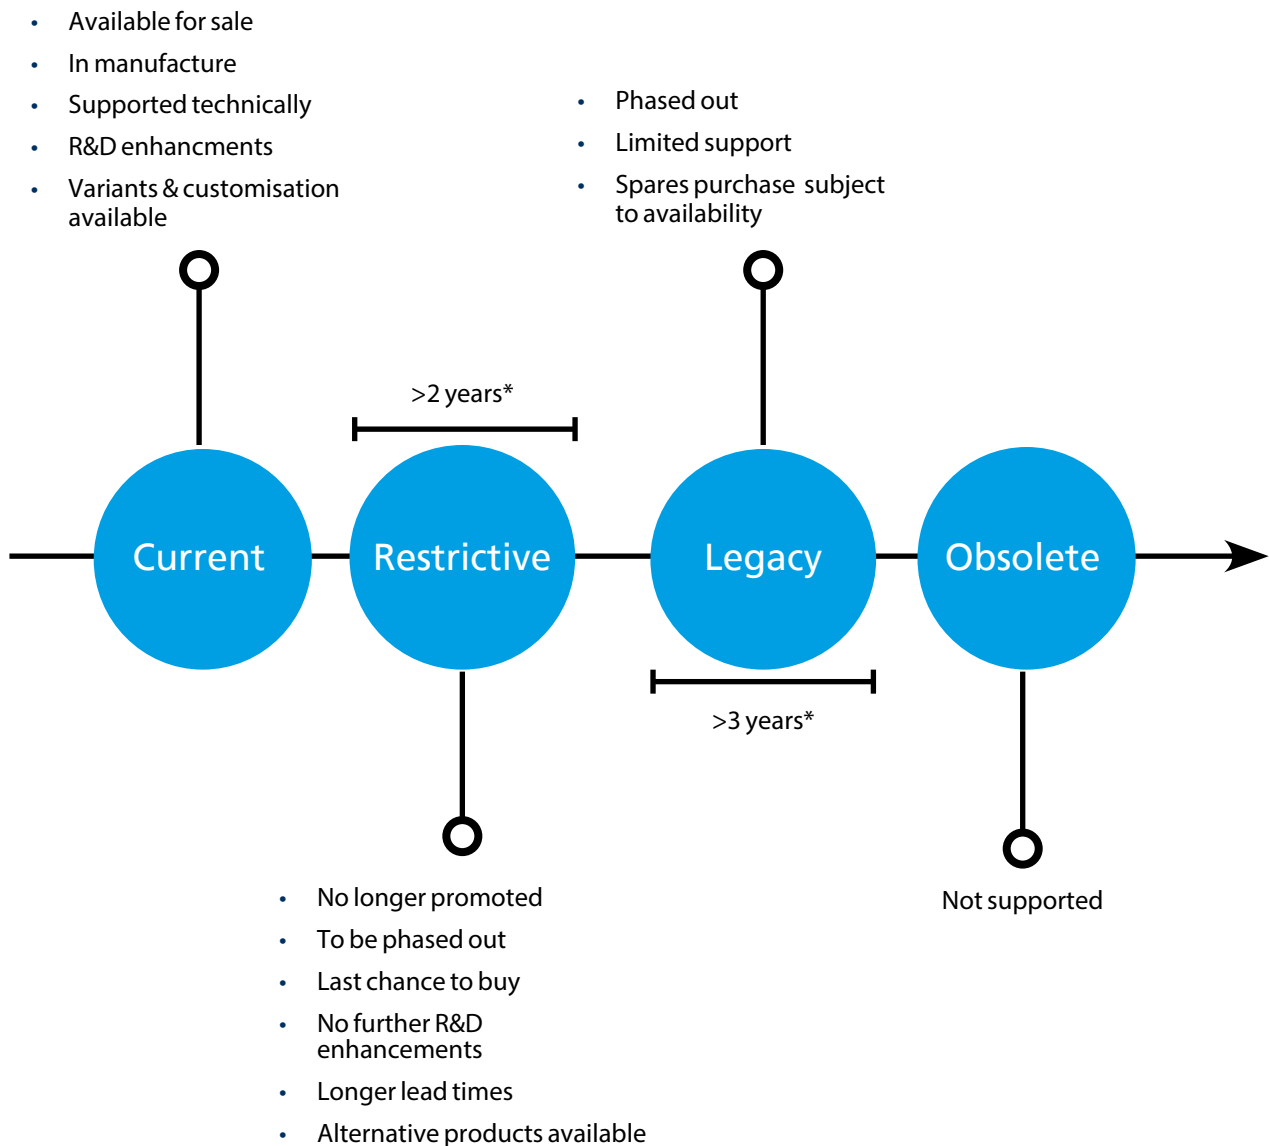 • Available for sale
• In manufacture
• Supported technically
• R&D enhancments
• Variants & customisation
available
• Phased out
• Limited support
• Spares purchase subject
to availability
>2 years*
Current
Restrictive
Legacy
Obsolete
>3 years*
• No longer promoted
• To be phased out
• Last chance to buy
• No further R&D
enhancements
• Longer lead times
• Alternative products available
Not supported